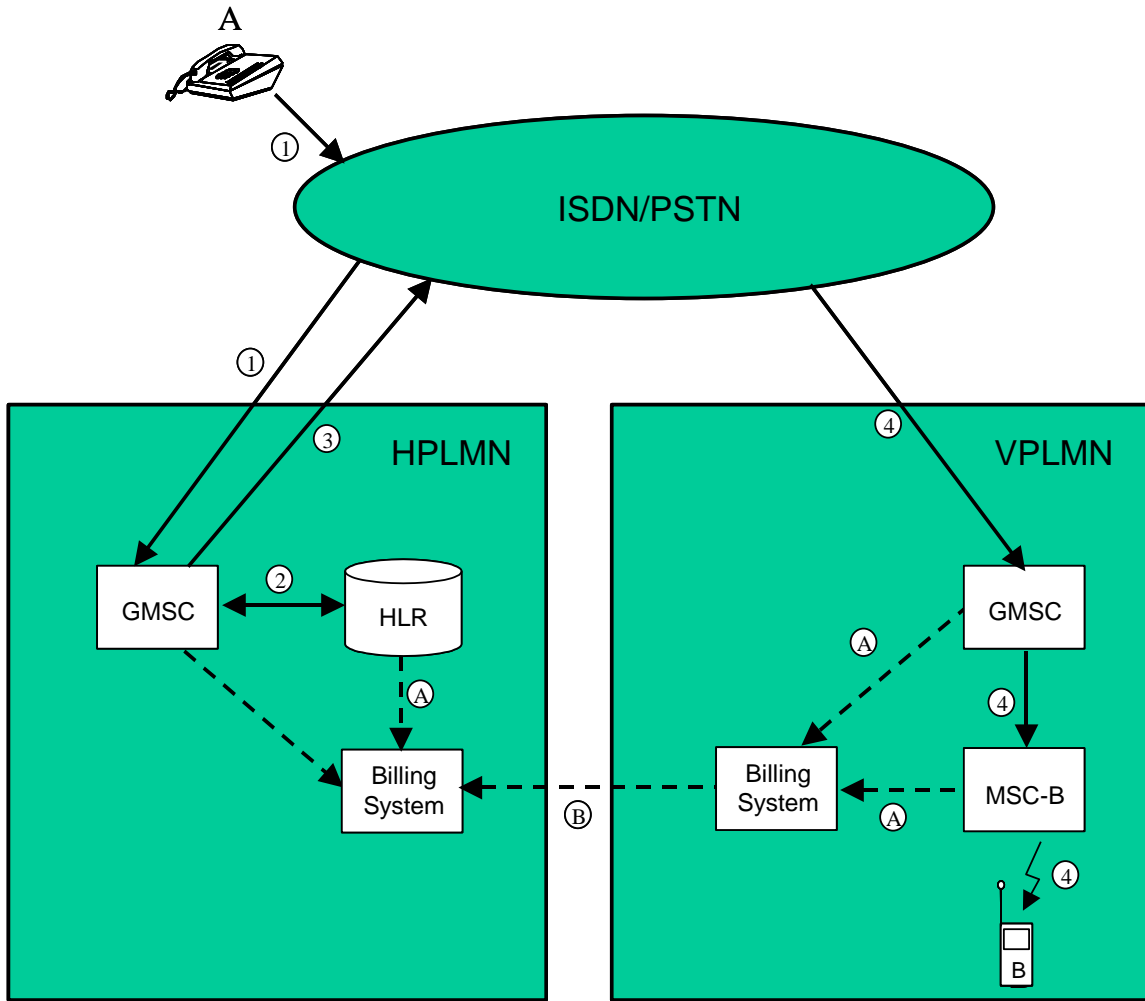 A
1
ISDN/PSTN
1
3
4
HPLMN
VPLMN
GMSC
2
HLR
GMSC
A
A
4
Billing
System
Billing
System
MSC-B
B
A
4
B